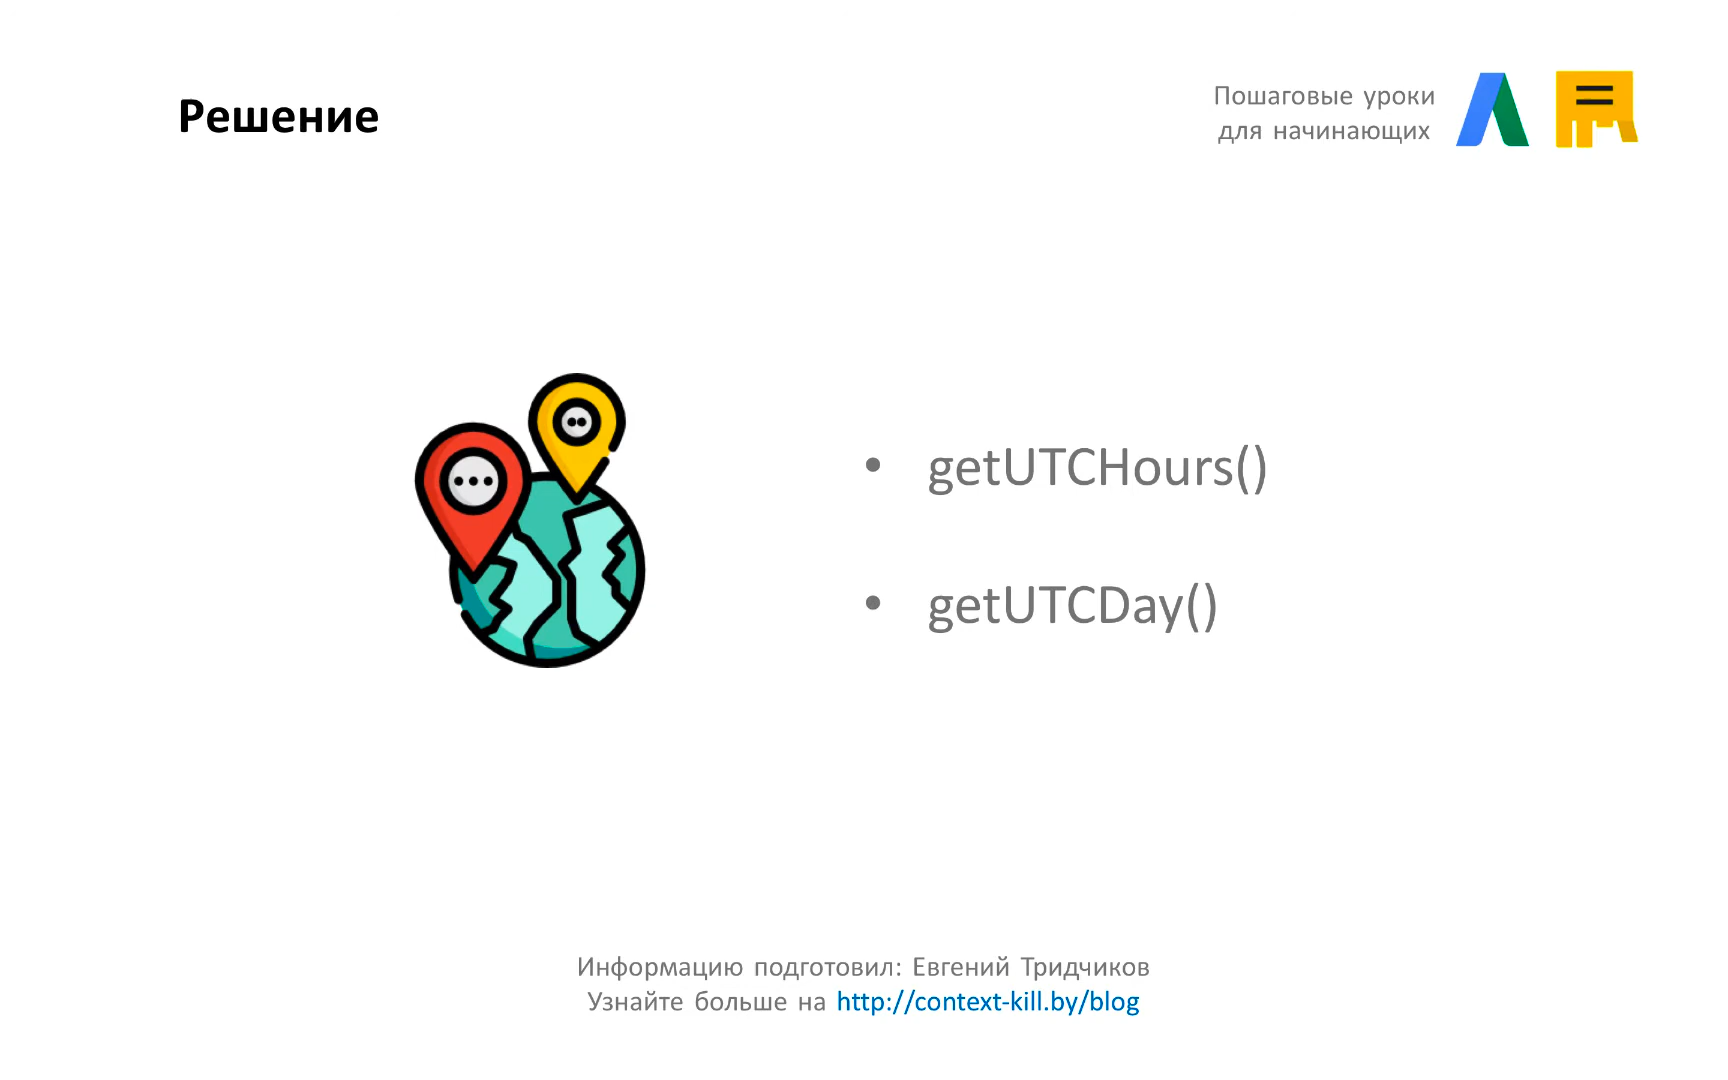 Решение
Пошаговые уроки
для начинающих
• getUTCHours()
• getUTCDay()
Информацию подготовил: Евгений Тридчиков
Узнайте больше на http://context-kill.by/blog